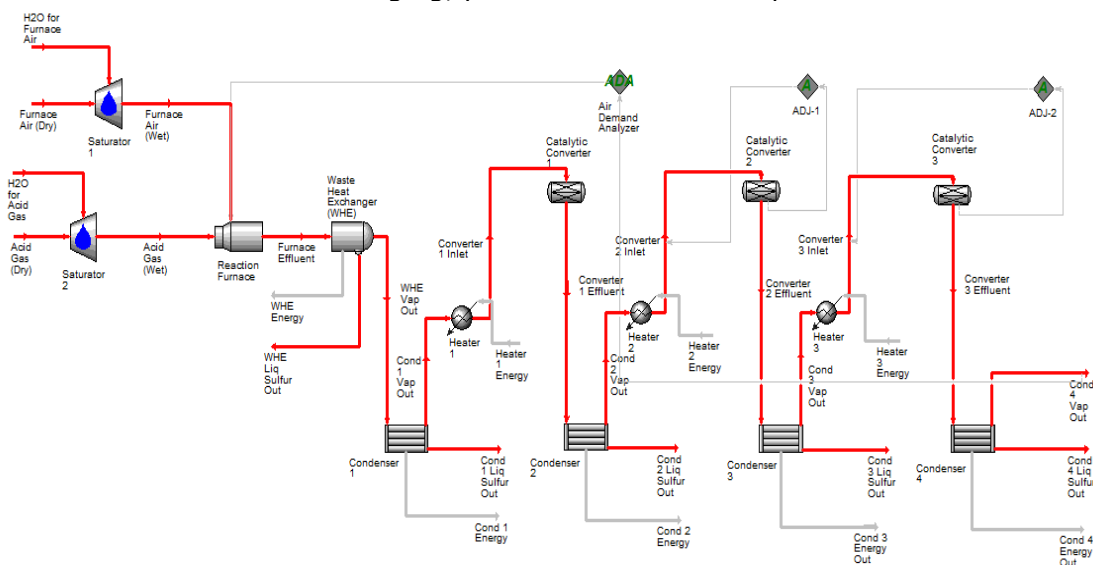 H2O for
Furnace
Air
Furnace
Air (Dry)
Saturator
1
Furnace
Air
(Wet)
H2O
for
Acid
Gas
Acid
Gas
(Dry)
Saturator
2
Acid
Gas
(Wet)
Reaction
Furnace
Furnace
Effluent
Waste
Heat
Exchanger
(WHE)
WHE
Energy
WHE
Liq
Sulfur
Out
WHE
Vap
Out
Condenser
1
Cond
1
Vap
Out
Cond
1 Liq
Sulfur
Out
Cond 1
Energy
Heater
1
Heater
1
Energy
Converter
1 Inlet
Catalytic
Converter
1
Converter
1 Effluent
Condenser
2
Cond
2 Vap
Out
Cond
2 Liq
Sulfur
Out
Cond 2
Energy
ADA
Air
Demand
Analyzer
Heater
2
Heater
2
Energy
Converter
2 Inlet
Catalytic
Converter
2
A
ADJ-1
Converter
2 Effluent
Condenser
3
Cond
3 Vap
Out
Cond
3 Liq
Sulfur
Out
Cond 3
Energy
Out
Heater
3
Heater
3
Energy
Converter
3 Inlet
Catalytic
Converter
3
A
ADJ-2
Converter
3 Effluent
Condenser
4
Cond
4
Vap
Out
Cond
4 Liq
Sulfur
Out
Cond 4
Energy
Out